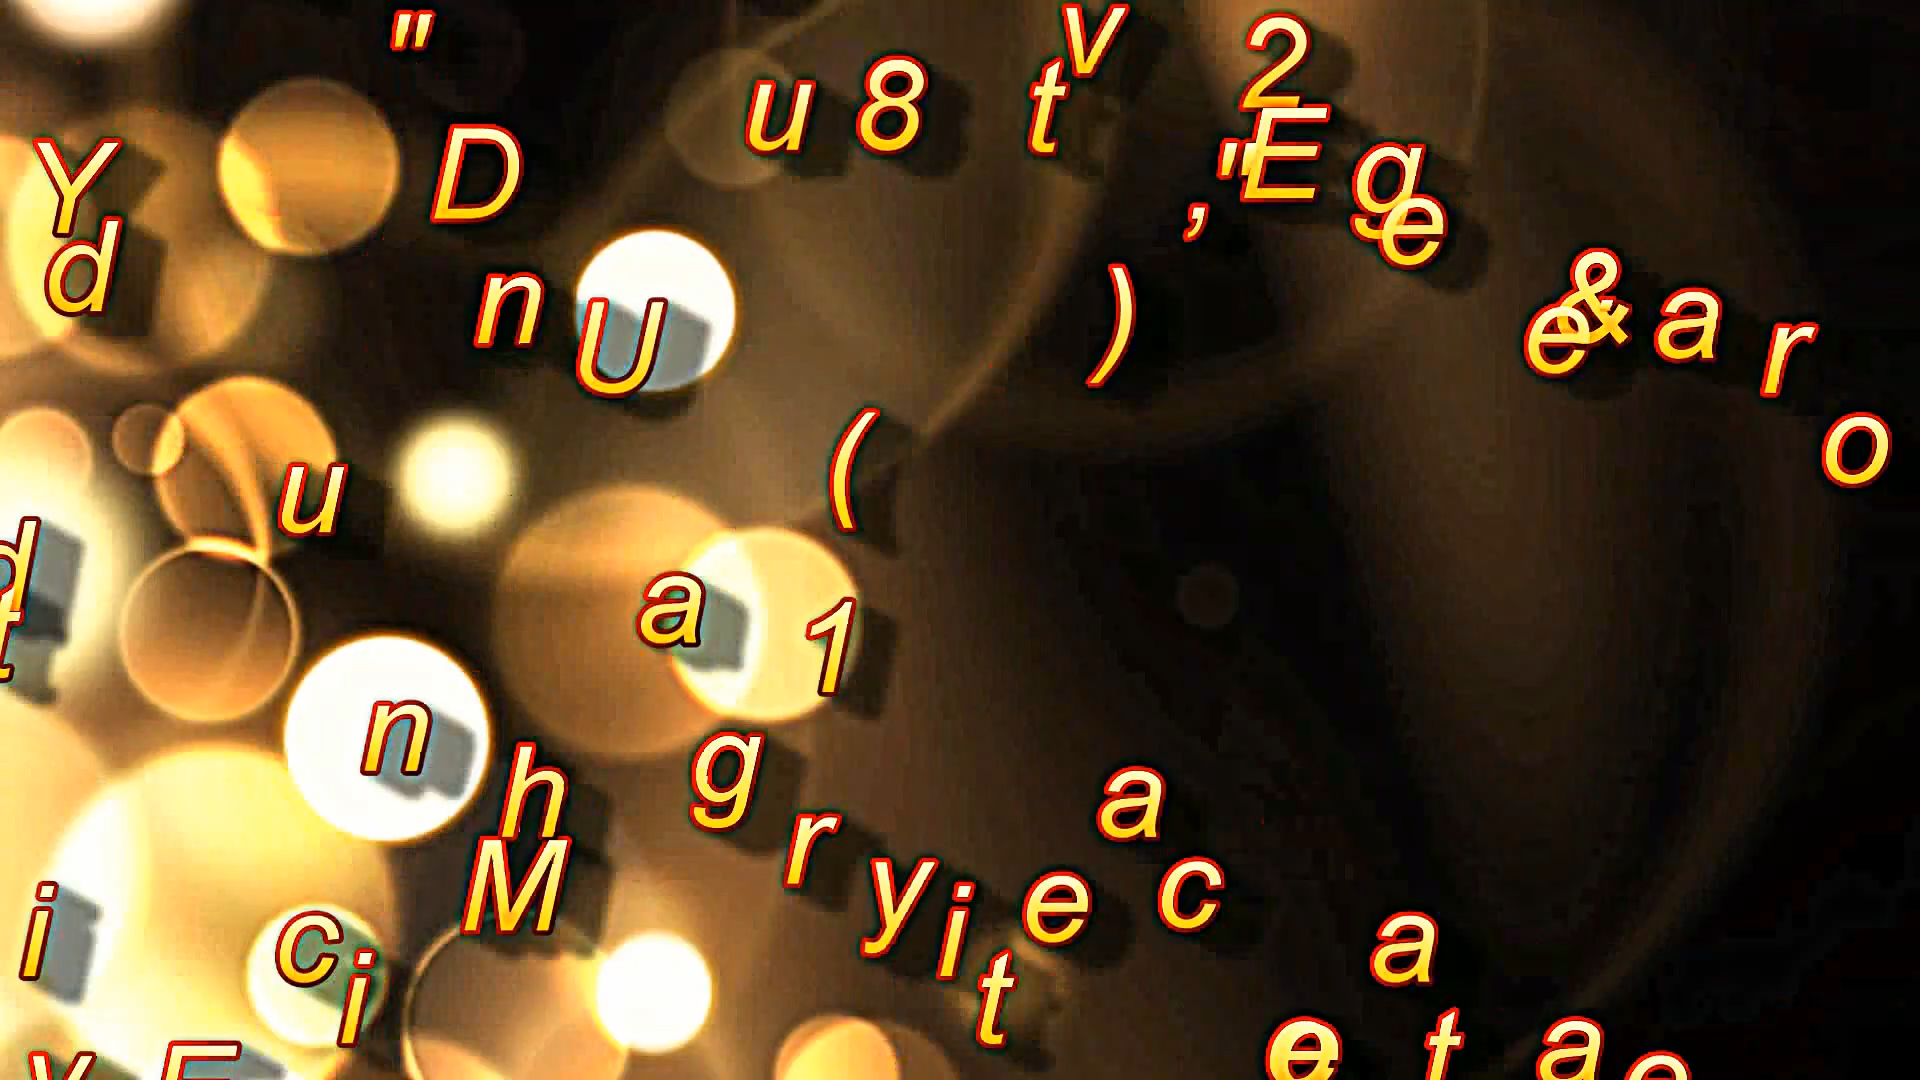 " v 2
u 8 t
Y D " E g
d , e
n U ) e & a r
u ( o
d a 1
t
n h g a
M r y i e c
i c i t a
y E e t a e